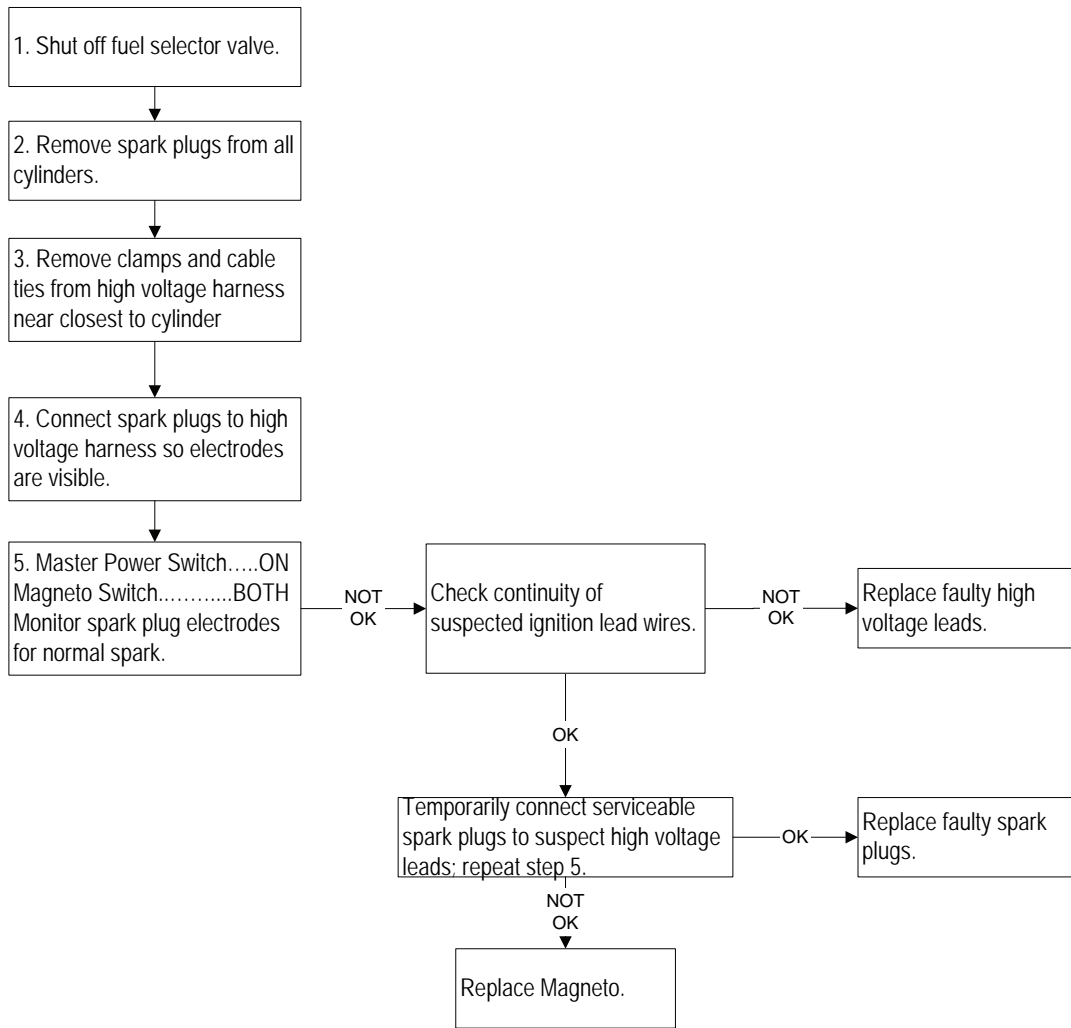 1. Shut off fuel selector valve.
2. Remove spark plugs from all
cylinders.
3. Remove clamps and cable
ties from high voltage harness
near closest to cylinder
4. Connect spark plugs to high
voltage harness so electrodes
are visible.
5. Master Power Switch.....ON
Magneto Switch.............BOTH
Monitor spark plug electrodes
for normal spark.
NOT
OK
Check continuity of
suspected ignition lead wires.
NOT
OK
Replace faulty high
voltage leads.
OK
Temporarily connect serviceable
spark plugs to suspect high voltage
leads; repeat step 5.
OK
Replace faulty spark
plugs.
NOT
OK
Replace Magneto.